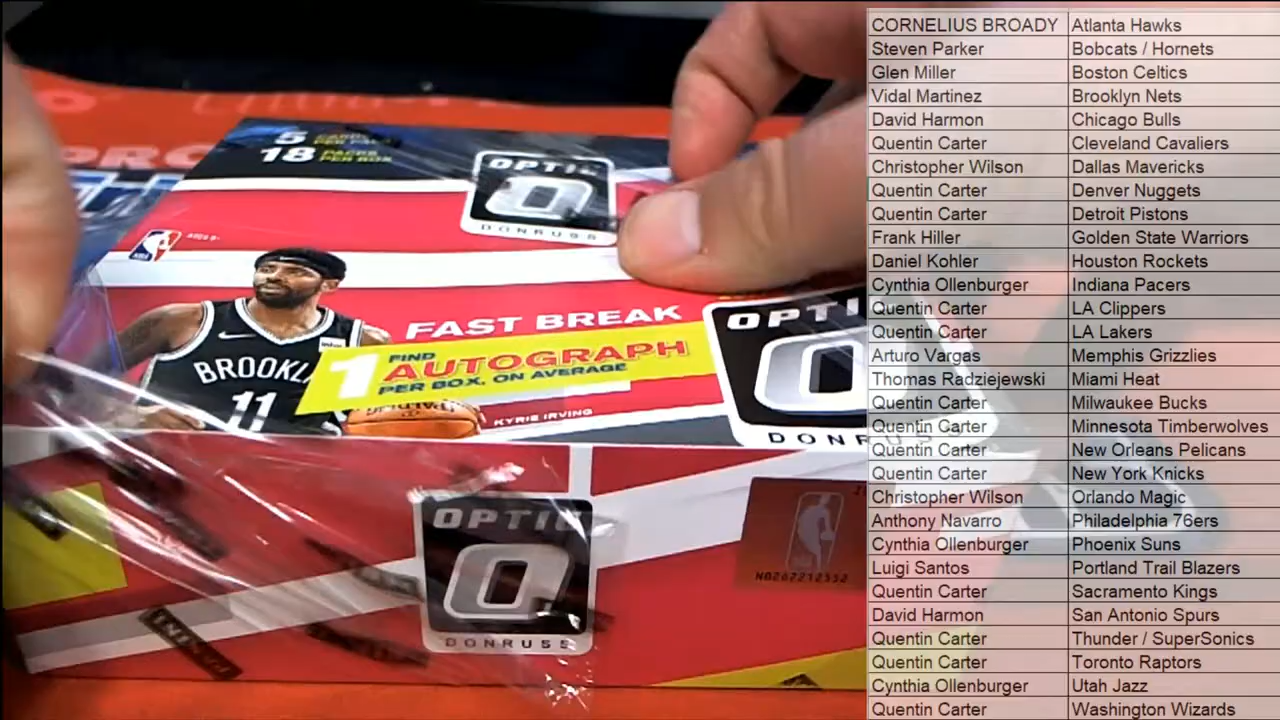 5 CARDS PER PACK
18 PACKS PER BOX
OPTIC
DONRUSS
NBA
AGES 9+
FAST BREAK
1 FIND AUTOGRAPH
PER BOX, ON AVERAGE
BROOKL
11
KYRIE IRVING
OPTI
DONRUSS
OPTIC
DONRUSS
PANINI
CORNELIUS BROADY Atlanta Hawks
Steven Parker Bobcats / Hornets
Glen Miller Boston Celtics
Vidal Martinez Brooklyn Nets
David Harmon Chicago Bulls
Quentin Carter Cleveland Cavaliers
Christopher Wilson Dallas Mavericks
Quentin Carter Denver Nuggets
Quentin Carter Detroit Pistons
Frank Hiller Golden State Warriors
Daniel Kohler Houston Rockets
Cynthia Ollenburger Indiana Pacers
Quentin Carter LA Clippers
Quentin Carter LA Lakers
Arturo Vargas Memphis Grizzlies
Thomas Radziejewski Miami Heat
Quentin Carter Milwaukee Bucks
Quentin Carter Minnesota Timberwolves
Quentin Carter New Orleans Pelicans
Quentin Carter New York Knicks
Christopher Wilson Orlando Magic
Anthony Navarro Philadelphia 76ers
Cynthia Ollenburger Phoenix Suns
Luigi Santos Portland Trail Blazers
Quentin Carter Sacramento Kings
David Harmon San Antonio Spurs
Quentin Carter Thunder / SuperSonics
Quentin Carter Toronto Raptors
Cynthia Ollenburger Utah Jazz
Quentin Carter Washington Wizards